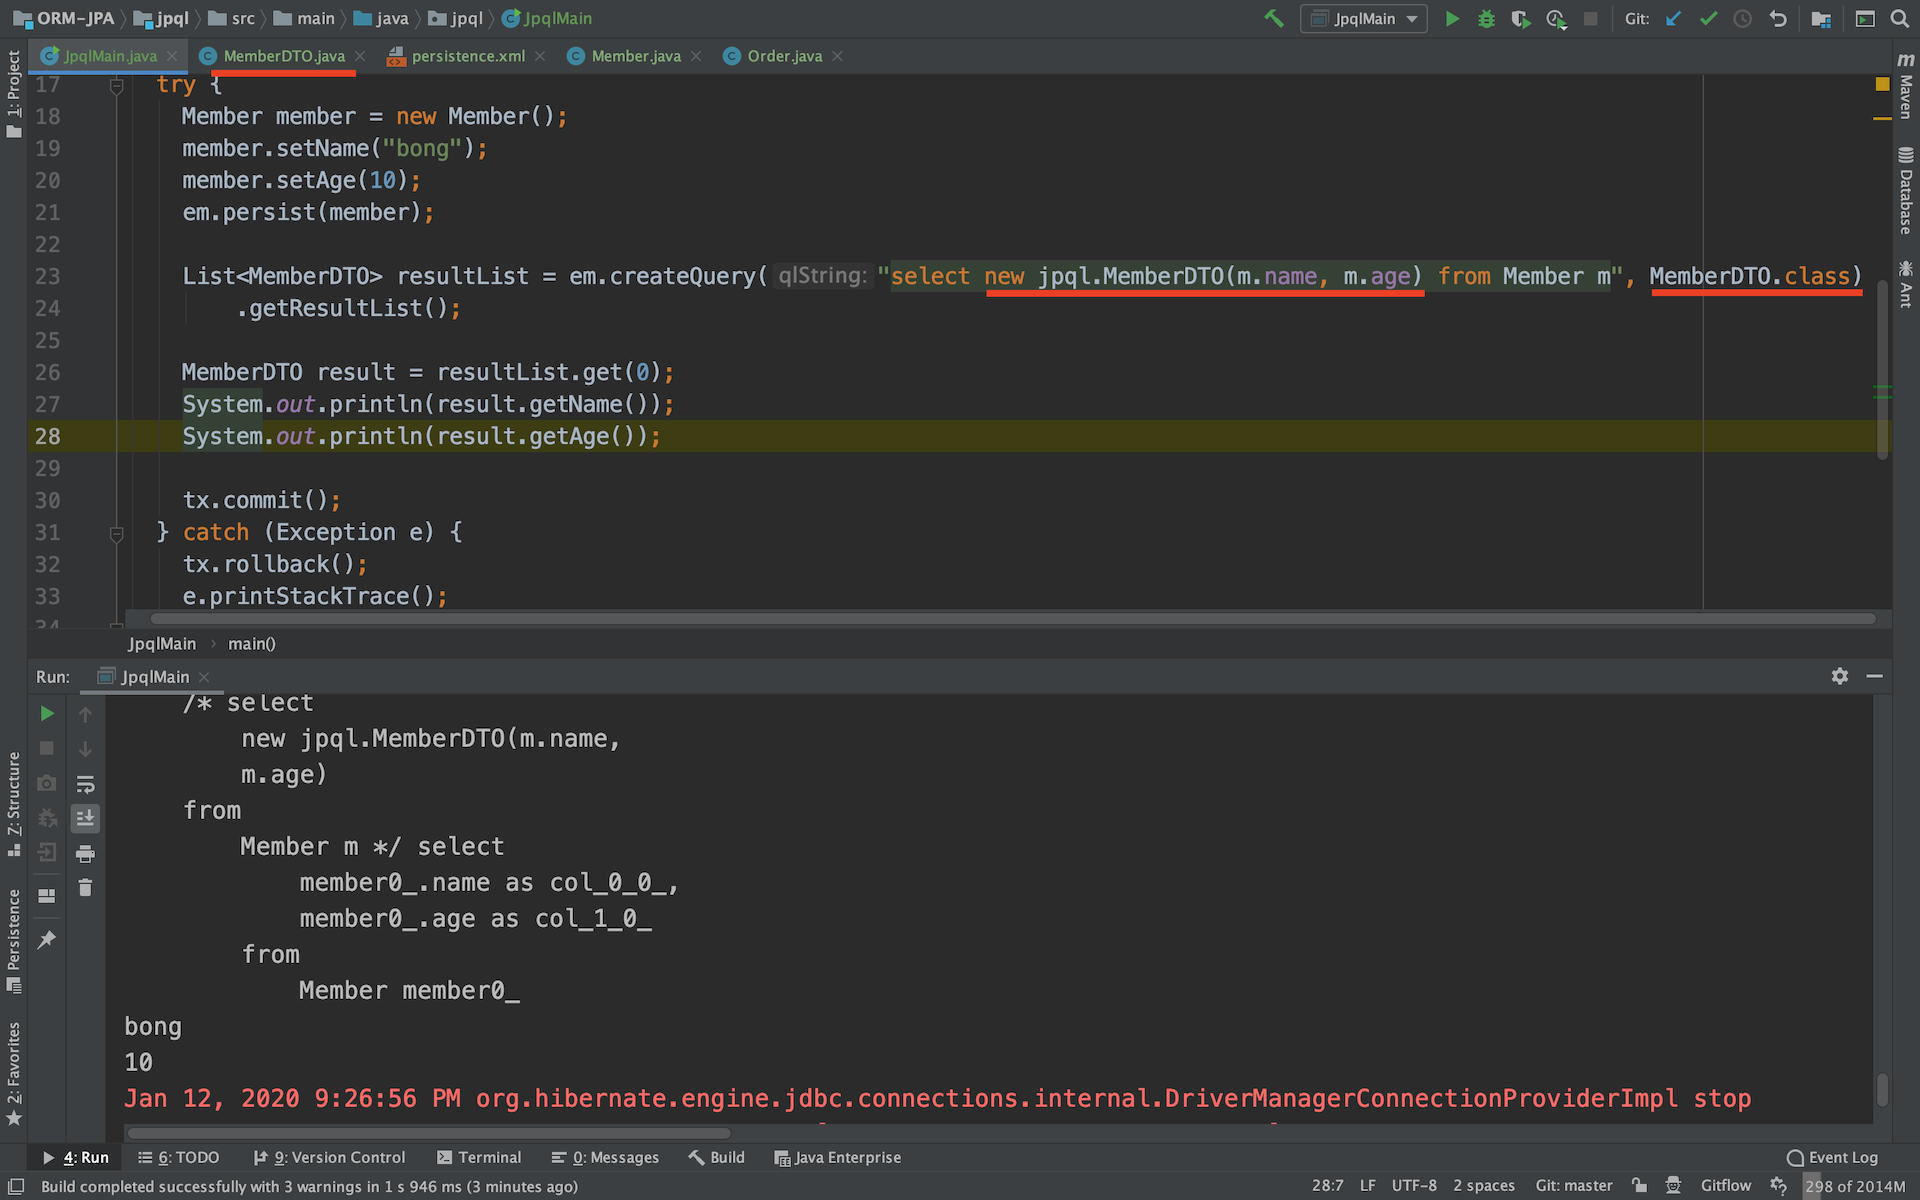 ORM-JPA jpql src main java jpql JpqlMain JpqlMain Git:
JpqlMain.java MemberDTO.java persistence.xml Member.java Order.java
1: Project
Z: Structure
Persistence
2: Favorites
Maven
Database
Ant
17 try {
18 Member member = new Member();
19 member.setName("bong");
20 member.setAge(10);
21 em.persist(member);
22
23 List<MemberDTO> resultList = em.createQuery( qlString: "select new jpql.MemberDTO(m.name, m.age) from Member m", MemberDTO.class)
24 .getResultList();
25
26 MemberDTO result = resultList.get(0);
27 System.out.println(result.getName());
28 System.out.println(result.getAge());
29
30 tx.commit();
31 } catch (Exception e) {
32 tx.rollback();
33 e.printStackTrace();
34
JpqlMain main()
Run: JpqlMain
/* select
new jpql.MemberDTO(m.name,
m.age)
from
Member m */ select
member0_.name as col_0_0_,
member0_.age as col_1_0_
from
Member member0_
bong
10
Jan 12, 2020 9:26:56 PM org.hibernate.engine.jdbc.connections.internal.DriverManagerConnectionProviderImpl stop
4: Run 6: TODO 9: Version Control Terminal 0: Messages Build Java Enterprise Event Log
Build completed successfully with 3 warnings in 1 s 946 ms (3 minutes ago) 28:7 LF UTF-8 2 spaces Git: master Gitflow 298 of 2014M